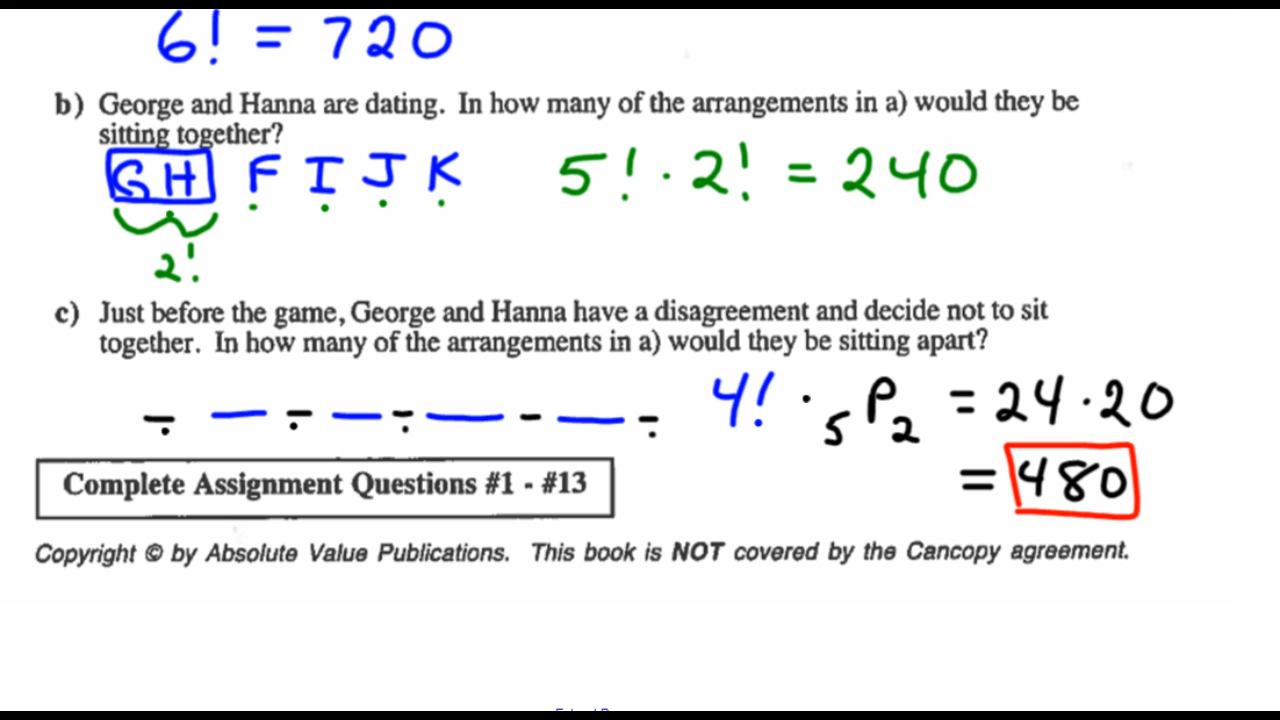 6! = 720
b) George and Hanna are dating. In how many of the arrangements in a) would they be
sitting together?
GH F I J K 5! · 2! = 240
2!
c) Just before the game, George and Hanna have a disagreement and decide not to sit
together. In how many of the arrangements in a) would they be sitting apart?
4! · ₅P₂ = 24 · 20
= 480
Complete Assignment Questions #1 - #13
Copyright © by Absolute Value Publications. This book is NOT covered by the Cancopy agreement.